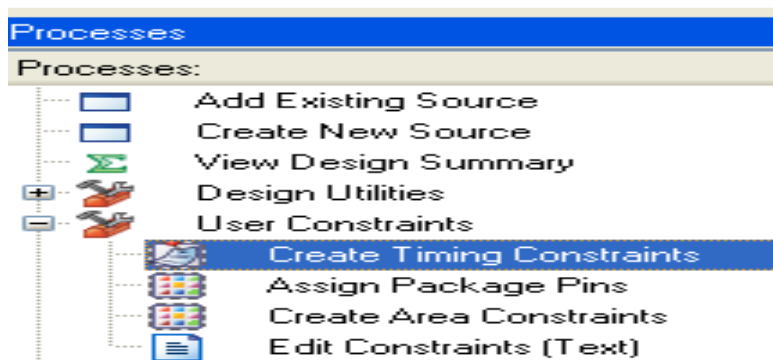 Processes
Processes:
Add Existing Source
Create New Source
View Design Summary
Design Utilities
User Constraints
Create Timing Constraints
Assign Package Pins
Create Area Constraints
Edit Constraints (Text)